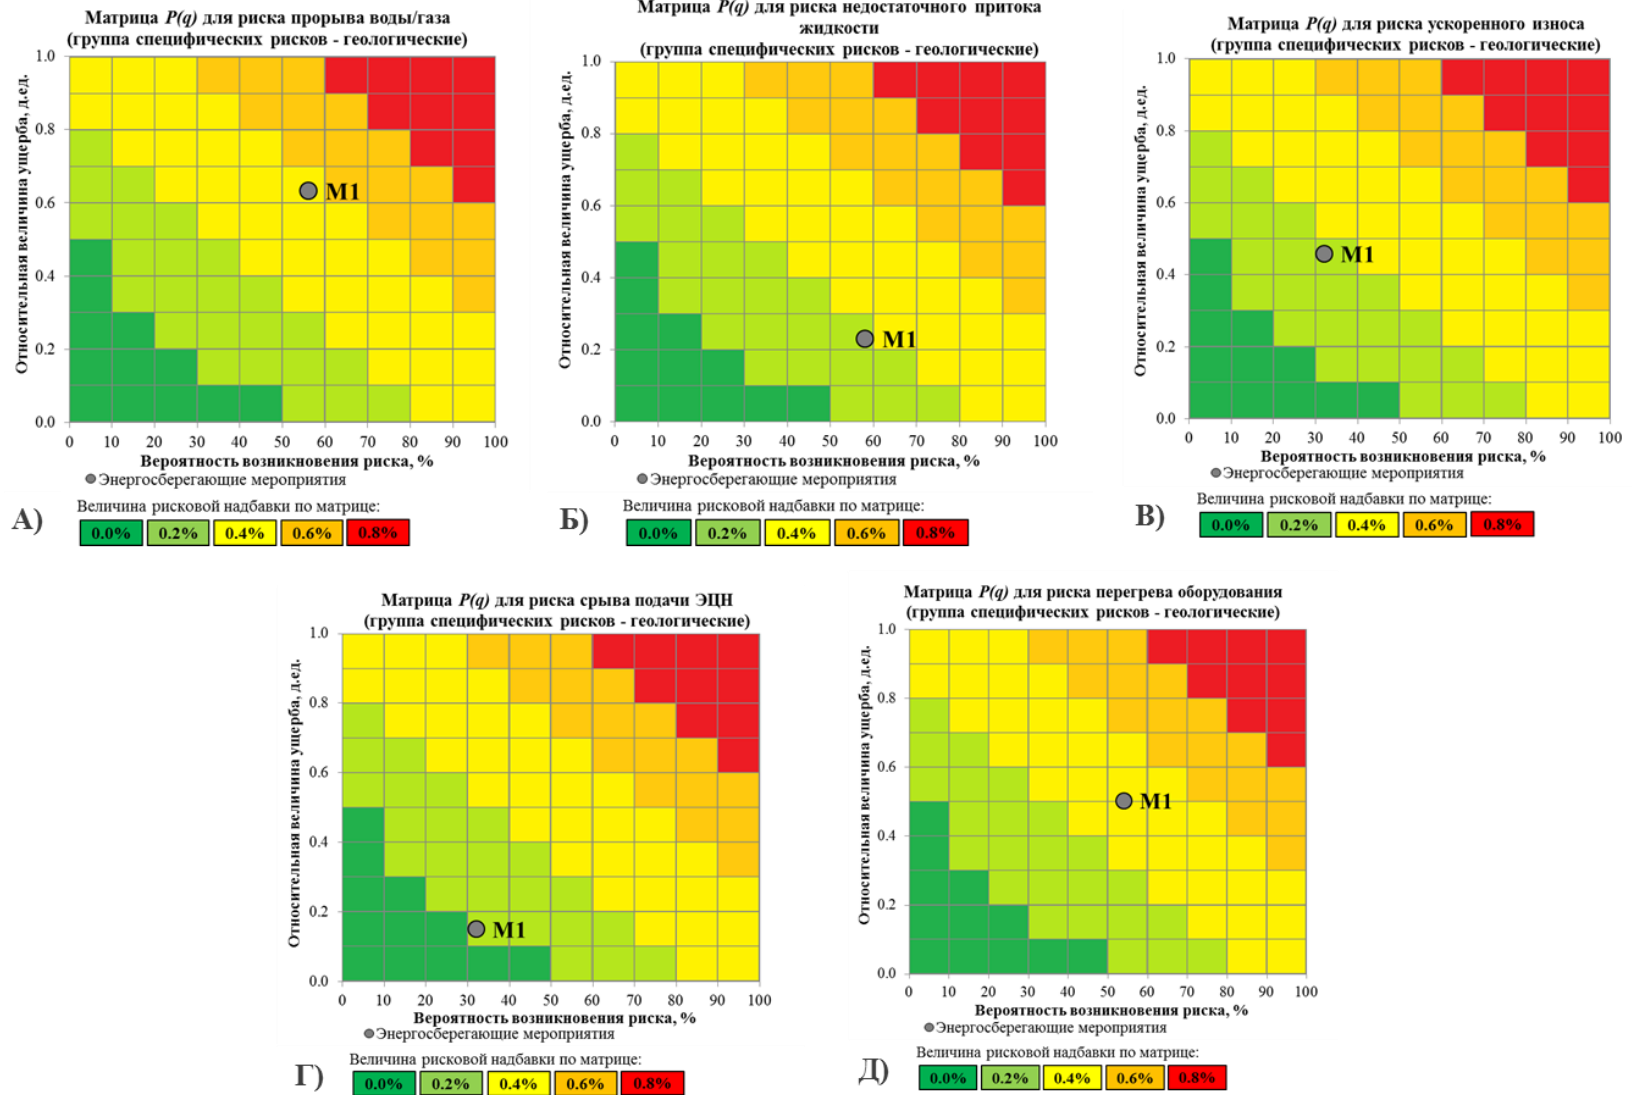 Матрица P(q) для риска прорыва воды/газа
(группа специфических рисков - геологические)
Относительная величина ущерба, д.ед.
1.0
0.8
0.6
0.4
0.2
0.0
М1
0 10 20 30 40 50 60 70 80 90 100
Вероятность возникновения риска, %
Энергосберегающие мероприятия
Величина рисковой надбавки по матрице:
А)
0.0% 0.2% 0.4% 0.6% 0.8%
Матрица P(q) для риска недостаточного притока
жидкости
(группа специфических рисков - геологические)
Относительная величина ущерба, д.ед.
1.0
0.8
0.6
0.4
0.2
0.0
М1
0 10 20 30 40 50 60 70 80 90 100
Вероятность возникновения риска, %
Энергосберегающие мероприятия
Величина рисковой надбавки по матрице:
Б)
0.0% 0.2% 0.4% 0.6% 0.8%
Матрица P(q) для риска ускоренного износа
(группа специфических рисков - геологические)
Относительная величина ущерба, д.ед.
1.0
0.8
0.6
0.4
0.2
0.0
М1
0 10 20 30 40 50 60 70 80 90 100
Вероятность возникновения риска, %
Энергосберегающие мероприятия
Величина рисковой надбавки по матрице:
В)
0.0% 0.2% 0.4% 0.6% 0.8%
Матрица P(q) для риска срыва подачи ЭЦН
(группа специфических рисков - геологические)
Относительная величина ущерба, д.ед.
1.0
0.8
0.6
0.4
0.2
0.0
М1
0 10 20 30 40 50 60 70 80 90 100
Вероятность возникновения риска, %
Энергосберегающие мероприятия
Величина рисковой надбавки по матрице:
Г)
0.0% 0.2% 0.4% 0.6% 0.8%
Матрица P(q) для риска перегрева оборудования
(группа специфических рисков - геологические)
Относительная величина ущерба, д.ед.
1.0
0.8
0.6
0.4
0.2
0.0
М1
0 10 20 30 40 50 60 70 80 90 100
Вероятность возникновения риска, %
Энергосберегающие мероприятия
Величина рисковой надбавки по матрице:
Д)
0.0% 0.2% 0.4% 0.6% 0.8%